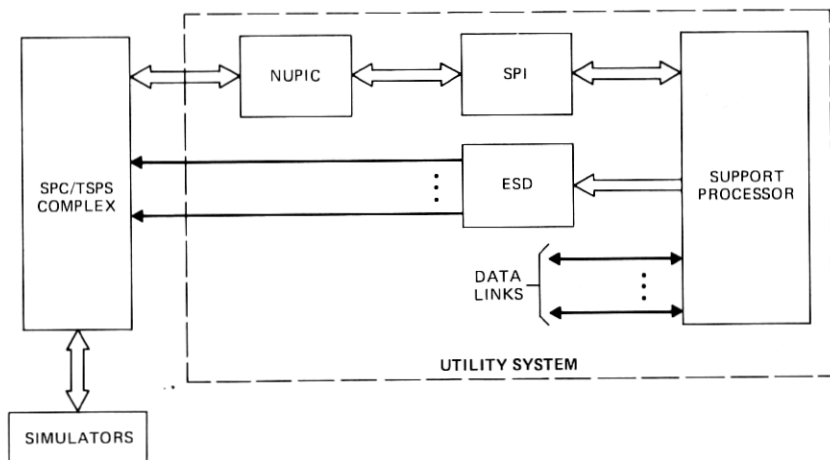 NUPIC
SPI
SPC/TSPS
COMPLEX
ESD
SUPPORT
PROCESSOR
DATA
LINKS
UTILITY SYSTEM
SIMULATORS